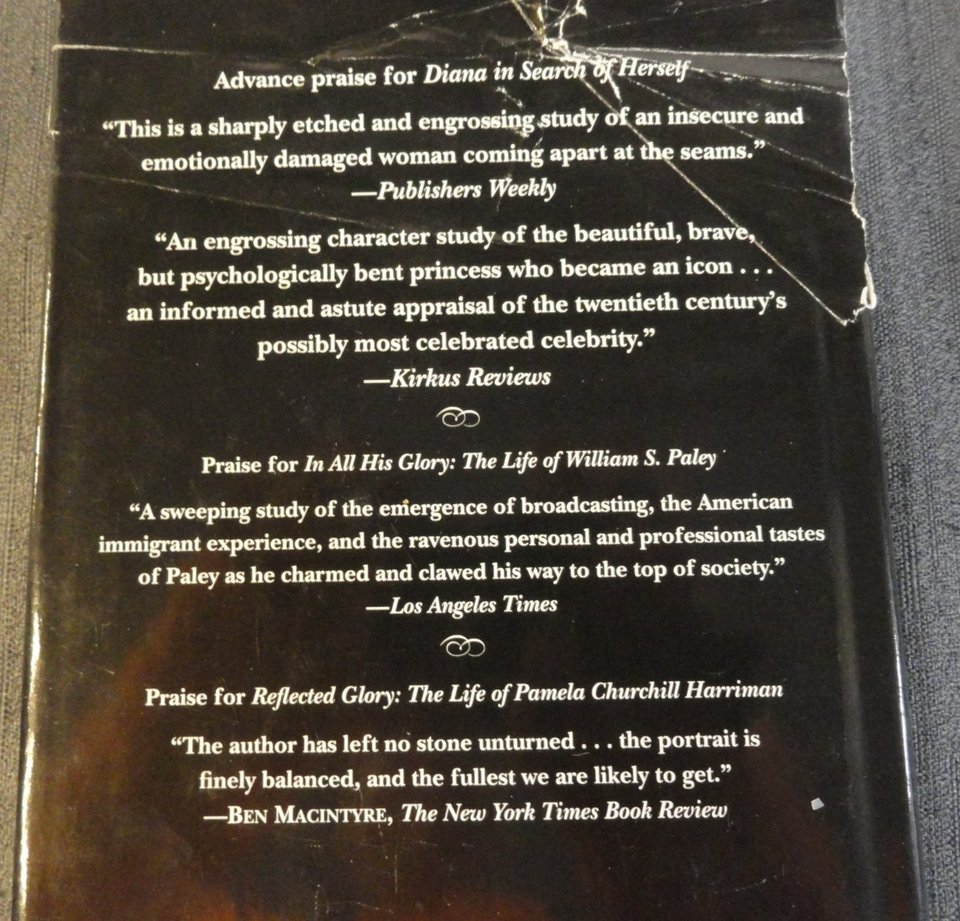 Advance praise for Diana in Search of Herself
“This is a sharply etched and engrossing study of an insecure and
emotionally damaged woman coming apart at the seams.”
—Publishers Weekly
“An engrossing character study of the beautiful, brave,
but psychologically bent princess who became an icon . . .
an informed and astute appraisal of the twentieth century’s
possibly most celebrated celebrity.”
—Kirkus Reviews
Praise for In All His Glory: The Life of William S. Paley
“A sweeping study of the emergence of broadcasting, the American
immigrant experience, and the ravenous personal and professional tastes
of Paley as he charmed and clawed his way to the top of society.”
—Los Angeles Times
Praise for Reflected Glory: The Life of Pamela Churchill Harriman
“The author has left no stone unturned . . . the portrait is
finely balanced, and the fullest we are likely to get.”
—BEN MACINTYRE, The New York Times Book Review